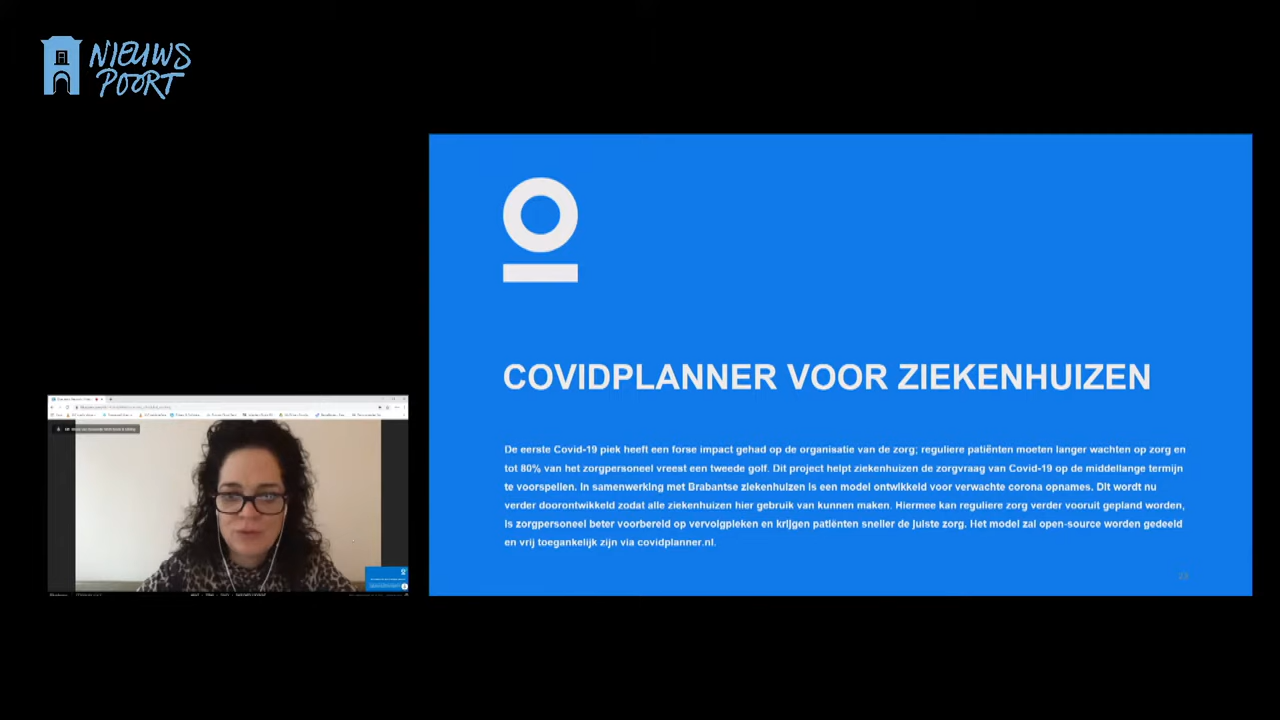 NIEUWS
POORT
COVIDPLANNER VOOR ZIEKENHUIZEN
De eerste Covid-19 piek heeft een forse impact gehad op de organisatie van de zorg; reguliere patiënten moeten langer wachten op zorg en
tot 80% van het zorgpersoneel vreest een tweede golf. Dit project helpt ziekenhuizen de zorgvraag van Covid-19 op de middellange termijn
te voorspellen. In samenwerking met Brabantse ziekenhuizen is een model ontwikkeld voor verwachte corona opnames. Dit wordt nu
verder doorontwikkeld zodat alle ziekenhuizen hier gebruik van kunnen maken. Hiermee kan reguliere zorg verder vooruit gepland worden,
is zorgpersoneel beter voorbereid op vervolgpieken en krijgen patiënten sneller de juiste zorg. Het model zal open-source worden gedeeld
en vrij toegankelijk zijn via covidplanner.nl.